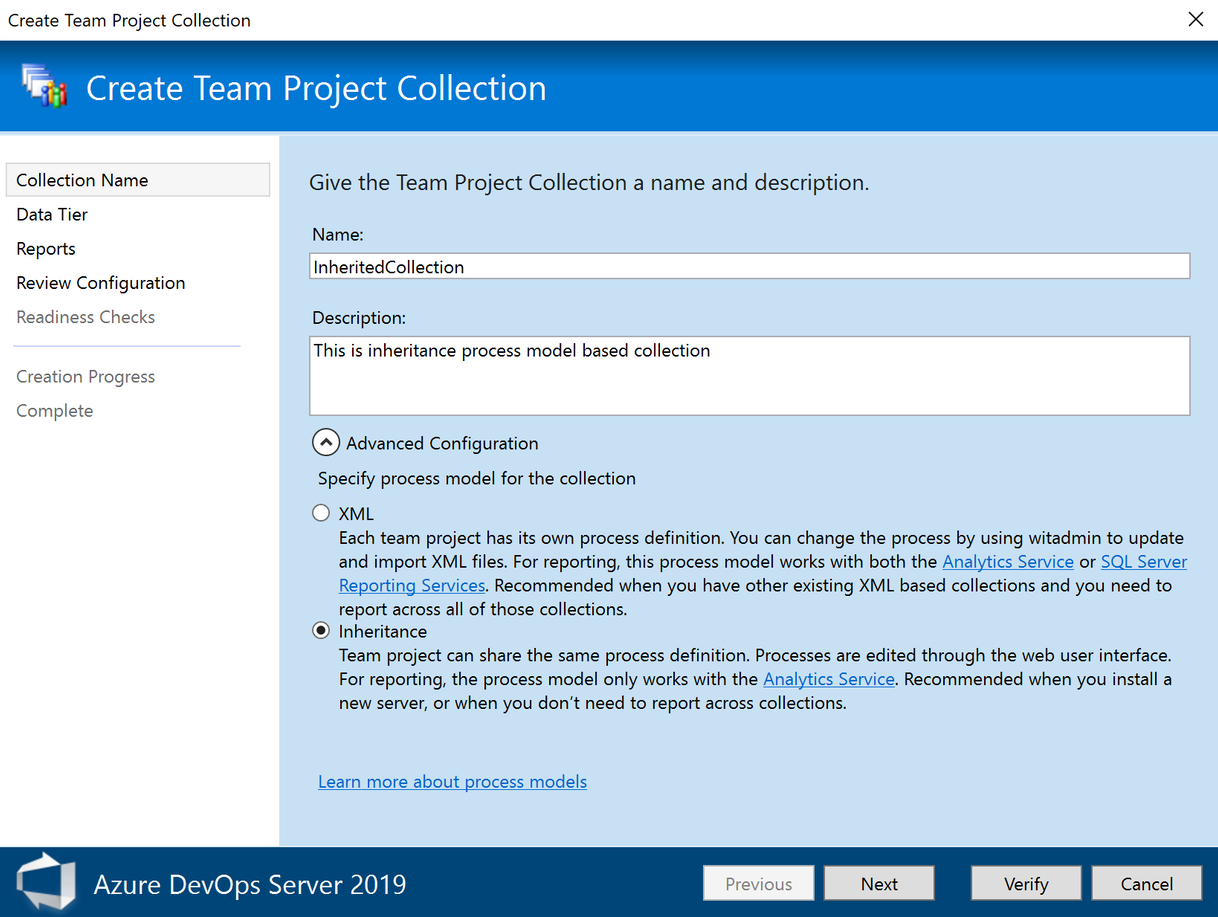 Create Team Project Collection
Create Team Project Collection
Collection Name
Data Tier
Reports
Review Configuration
Readiness Checks
Creation Progress
Complete
Give the Team Project Collection a name and description.
Name:
InheritedCollection
Description:
This is inheritance process model based collection
Advanced Configuration
Specify process model for the collection
XML
Each team project has its own process definition. You can change the process by using witadmin to update
and import XML files. For reporting, this process model works with both the Analytics Service or SQL Server
Reporting Services. Recommended when you have other existing XML based collections and you need to
report across all of those collections.
Inheritance
Team project can share the same process definition. Processes are edited through the web user interface.
For reporting, the process model only works with the Analytics Service. Recommended when you install a
new server, or when you don’t need to report across collections.
Learn more about process models
Azure DevOps Server 2019
Previous
Next
Verify
Cancel